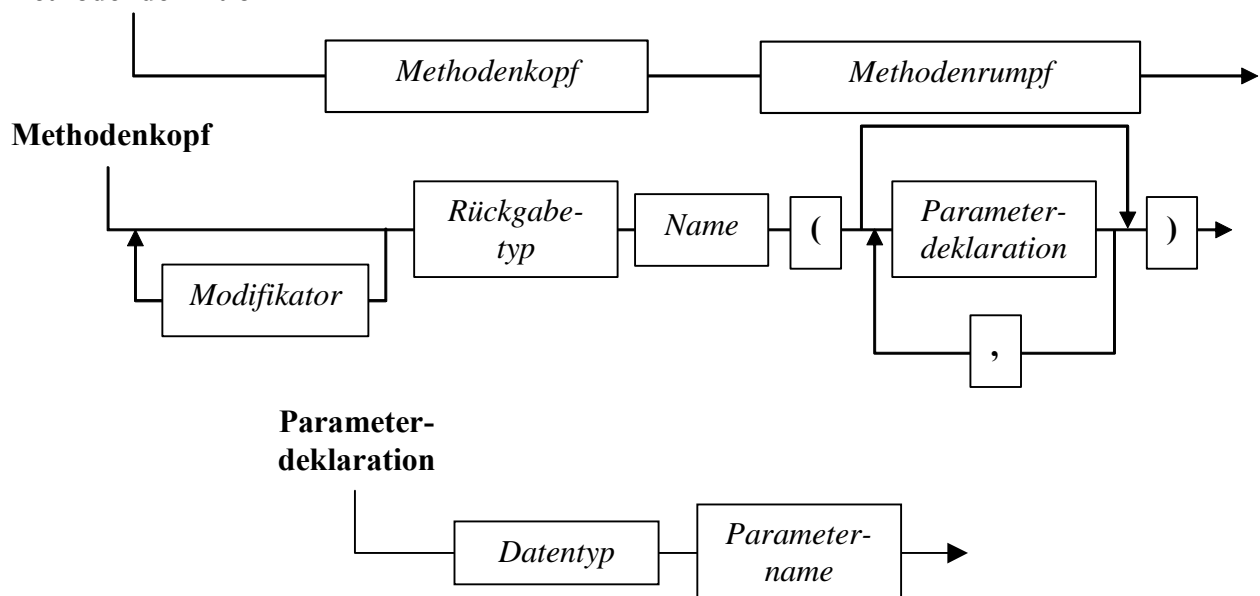 Methodenkopf
Methodenrumpf
Methodenkopf
Rückgabe-
typ
Name
(
Parameter-
deklaration
)
Modifikator
,
Parameter-
deklaration
Datentyp
Parameter-
name